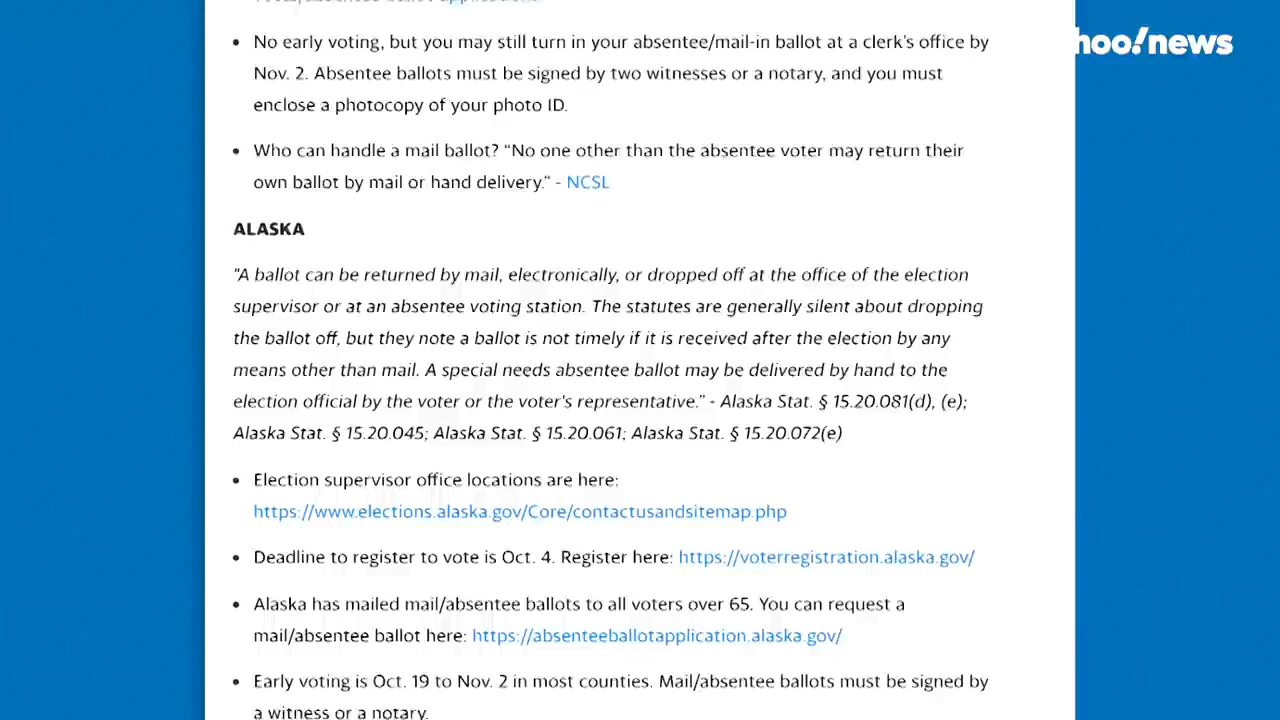 hoo!news
No early voting, but you may still turn in your absentee/mail-in ballot at a clerk's office by
Nov. 2. Absentee ballots must be signed by two witnesses or a notary, and you must
enclose a photocopy of your photo ID.
Who can handle a mail ballot? “No one other than the absentee voter may return their
own ballot by mail or hand delivery.” - NCSL
ALASKA
"A ballot can be returned by mail, electronically, or dropped off at the office of the election
supervisor or at an absentee voting station. The statutes are generally silent about dropping
the ballot off, but they note a ballot is not timely if it is received after the election by any
means other than mail. A special needs absentee ballot may be delivered by hand to the
election official by the voter or the voter's representative." - Alaska Stat. § 15.20.081(d), (e);
Alaska Stat. § 15.20.045; Alaska Stat. § 15.20.061; Alaska Stat. § 15.20.072(e)
Election supervisor office locations are here:
https://www.elections.alaska.gov/Core/contactusandsitemap.php
Deadline to register to vote is Oct. 4. Register here: https://voterregistration.alaska.gov/
Alaska has mailed mail/absentee ballots to all voters over 65. You can request a
mail/absentee ballot here: https://absenteeballotapplication.alaska.gov/
Early voting is Oct. 19 to Nov. 2 in most counties. Mail/absentee ballots must be signed by
a witness or a notary.